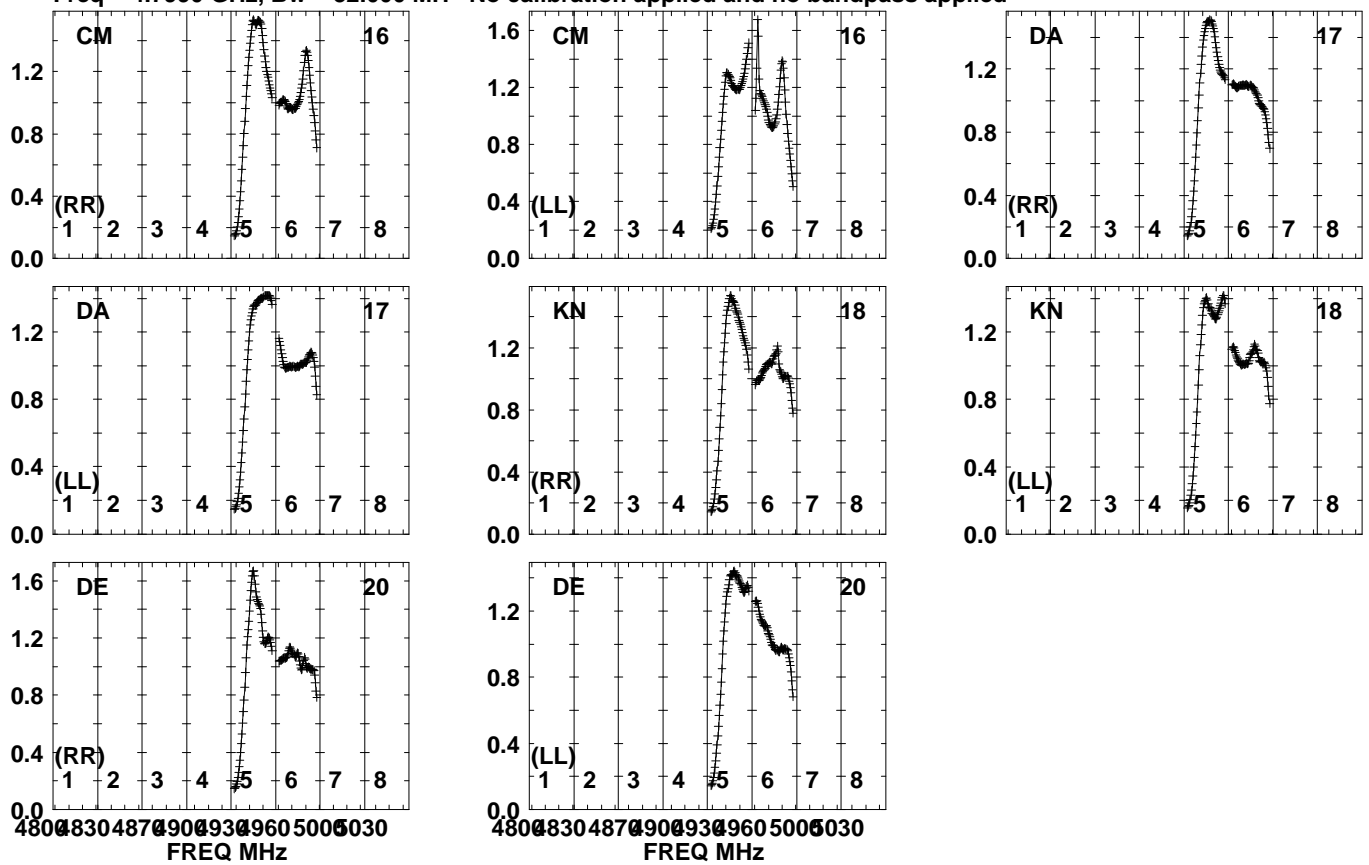 Freq GHz, Bw No calibration applied and no bandpass applied
CM 16 CM 16 DA 17
1.2 1.6 1.2
0.8 1.2 0.8
0.4 0.8 0.4
0.0 0.4 0.0
0.0
(RR) (LL) (RR)
1 2 3 4 5 6 7 8 1 2 3 4 5 6 7 8 1 2 3 4 5 6 7 8
DA 17 KN 18 KN 18
1.2 1.2 1.2
0.8 0.8 0.8
0.4 0.4 0.4
0.0 0.0 0.0
(LL) (RR) (LL)
1 2 3 4 5 6 7 8 1 2 3 4 5 6 7 8 1 2 3 4 5 6 7 8
DE 20 DE 20
1.6 1.2
1.2 0.8
0.8 0.4
0.4 0.0
0.0
(RR) (LL)
1 2 3 4 5 6 7 8 1 2 3 4 5 6 7 8
4800 4830 4870 4900 4930 4960 5000 5030 4800 4830 4870 4900 4930 4960 5000 5030
FREQ MHz FREQ MHz